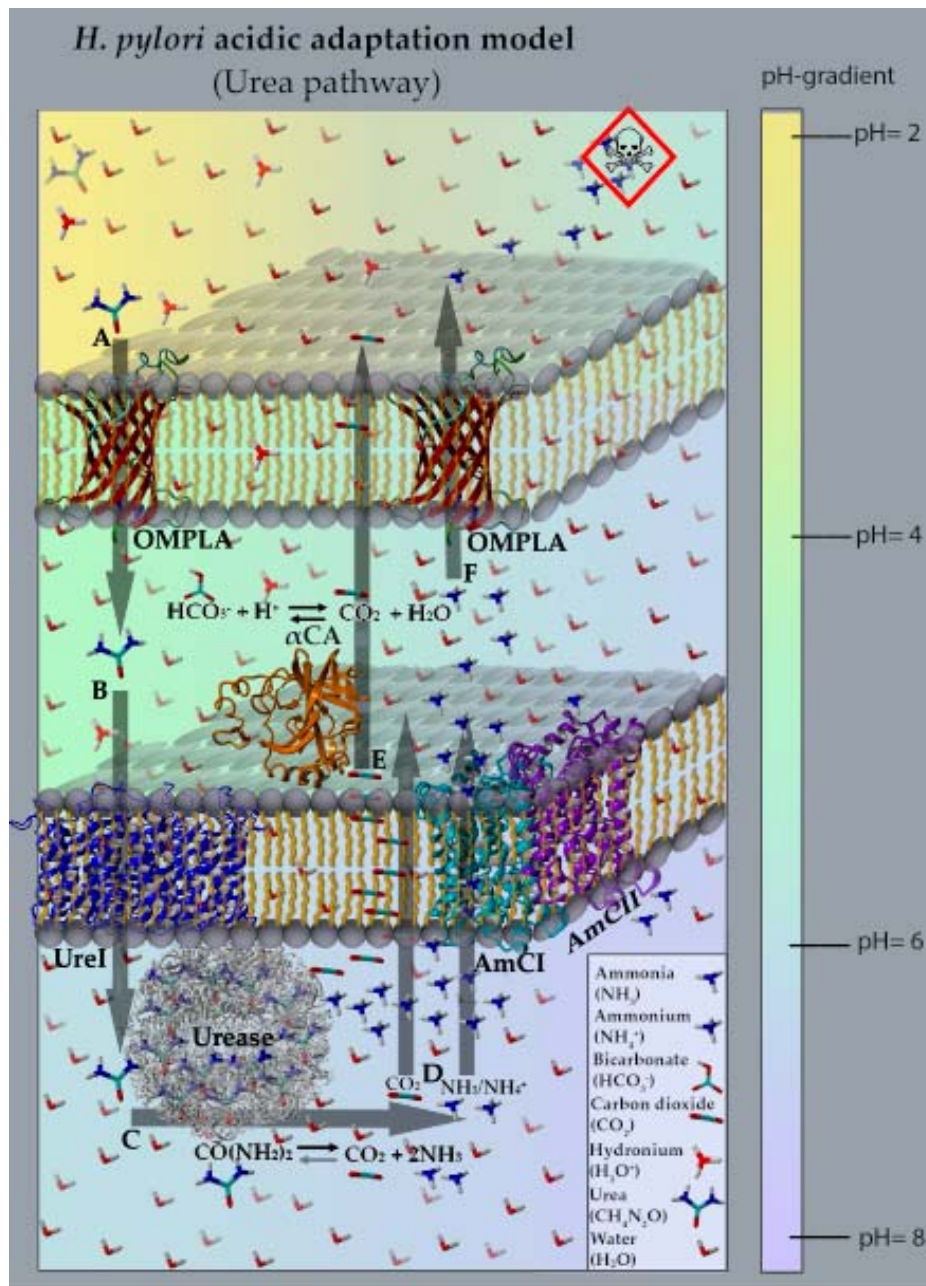 H. pylori acidic adaptation model
(Urea pathway)
pH-gradient
pH= 2
pH= 4
pH= 6
pH= 8
A
OMPLA
OMPLA
F
HCO₃⁻ + H⁺ ⇌ CO₂ + H₂O
αCA
B
E
UreI
AmCI
AmCII
Urease
CO₂
D
NH₃/NH₄⁺
C
CO(NH₂)₂ ⇌ CO₂ + 2NH₃
Ammonia
(NH₃)
Ammonium
(NH₄⁺)
Bicarbonate
(HCO₃⁻)
Carbon dioxide
(CO₂)
Hydronium
(H₃O⁺)
Urea
(CH₄N₂O)
Water
(H₂O)